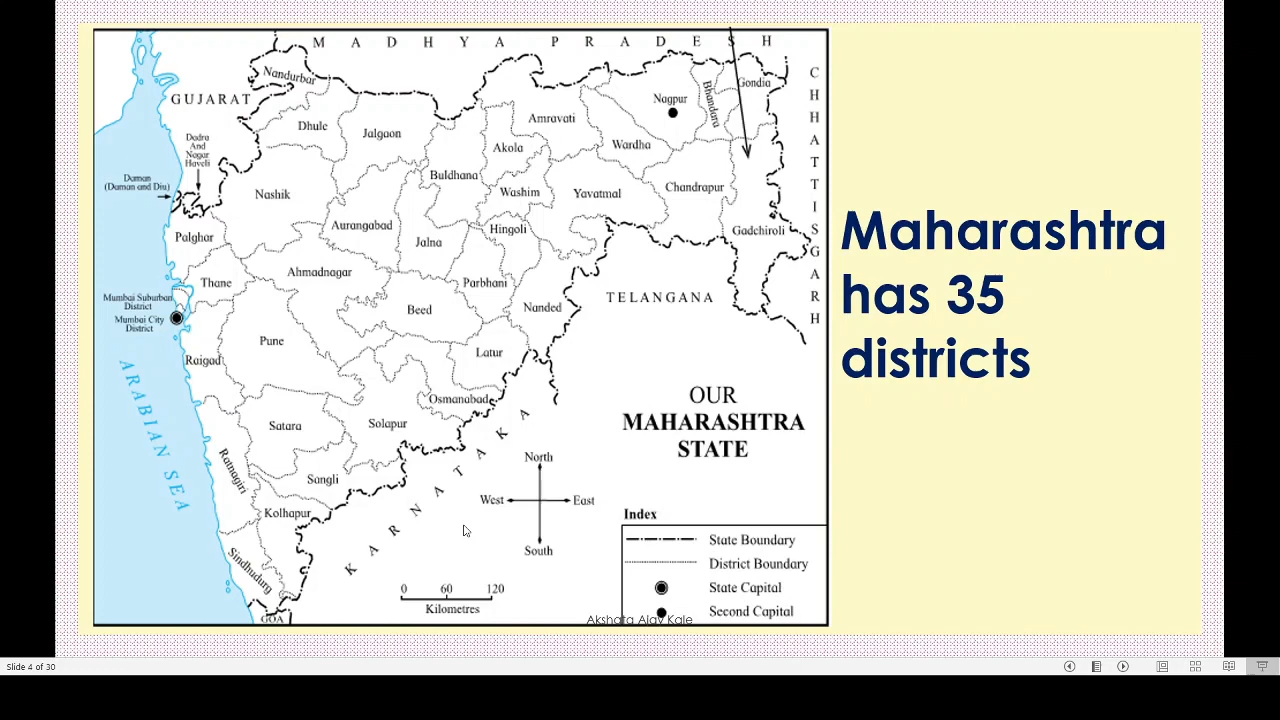 MADHYA PRADESH
CHHATTISGARH
GUJARAT
Nandurbar
Dhule
Jalgaon
Dadra
And
Nagar
Haveli
Daman
(Daman and Diu)
Nashik
Buldhana
Akola
Amravati
Nagpur
Bhandara
Gondia
Wardha
Washim
Yavatmal
Chandrapur
Gadchiroli
Palghar
Aurangabad
Jalna
Hingoli
Thane
Ahmadnagar
Parbhani
Nanded
Mumbai Suburban
District
Mumbai City
District
Beed
TELANGANA
Raigad
Pune
Latur
Osmanabad
ARABIAN SEA
Satara
Solapur
Ratnagiri
Sangli
Kolhapur
Sindhudurg
KARNATAKA
GOA
OUR
MAHARASHTRA
STATE
North
West
East
South
0 60 120
Kilometres
Index
State Boundary
District Boundary
State Capital
Second Capital
Akshata Ajay Kale
Maharashtra
has 35
districts
Slide 4 of 30